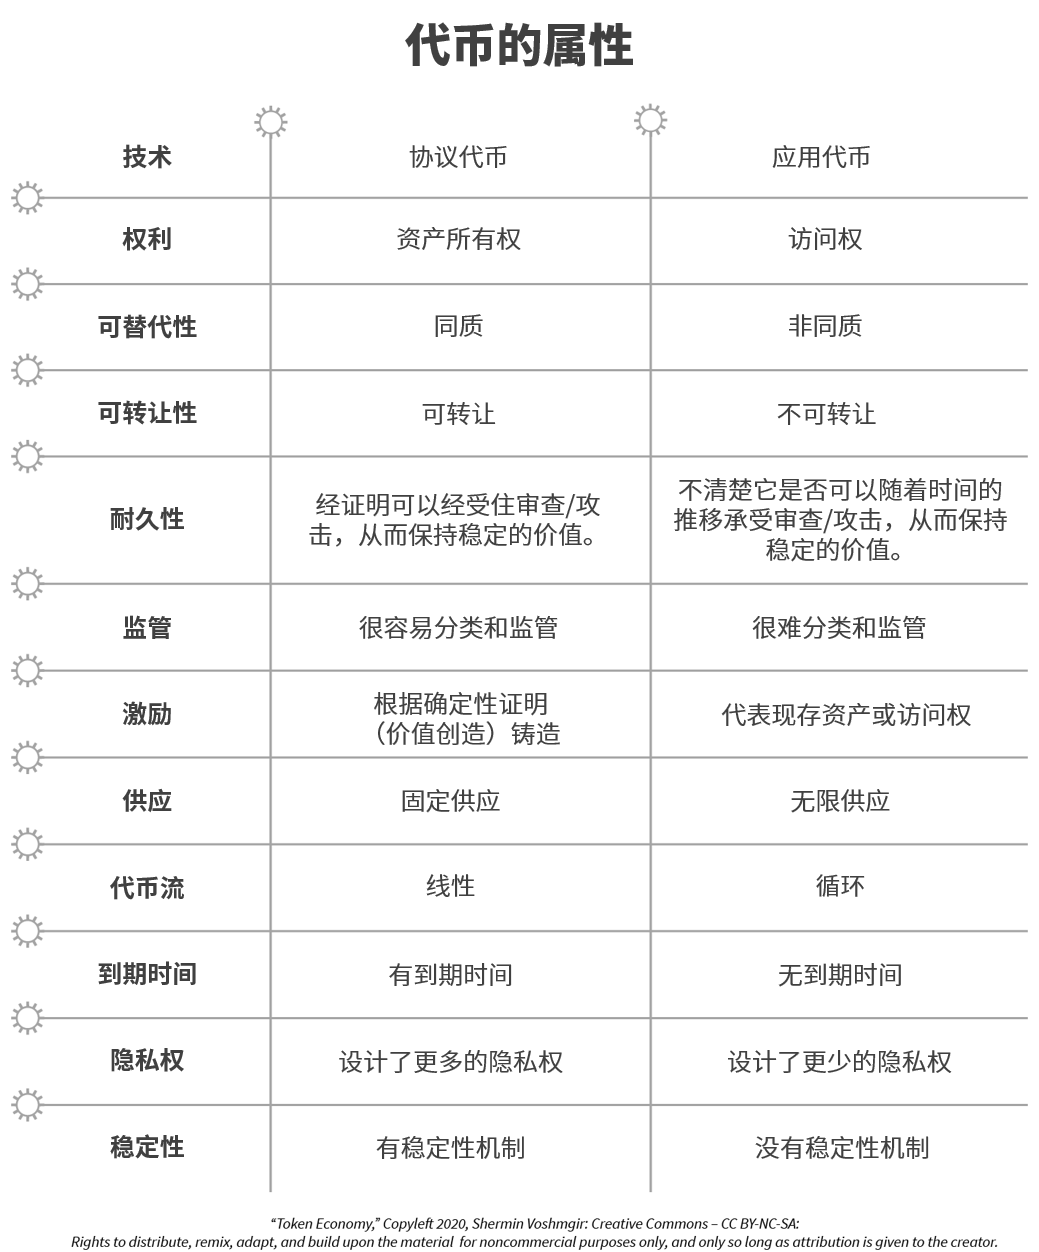 代币的属性
技术 协议代币 应用代币
权利 资产所有权 访问权
可替代性 同质 非同质
可转让性 可转让 不可转让
耐久性
经证明可以经受住审查/攻
击，从而保持稳定的价值。
不清楚它是否可以随着时间的
推移承受审查/攻击，从而保持
稳定的价值。
监管 很容易分类和监管 很难分类和监管
激励
根据确定性证明
（价值创造）铸造
代表现存资产或访问权
供应 固定供应 无限供应
代币流 线性 循环
到期时间 有到期时间 无到期时间
隐私权 设计了更多的隐私权 设计了更少的隐私权
稳定性 有稳定性机制 没有稳定性机制
“Token Economy,” Copyleft 2020, Shermin Voshmgir: Creative Commons – CC BY-NC-SA:
Rights to distribute, remix, adapt, and build upon the material for noncommercial purposes only, and only so long as attribution is given to the creator.